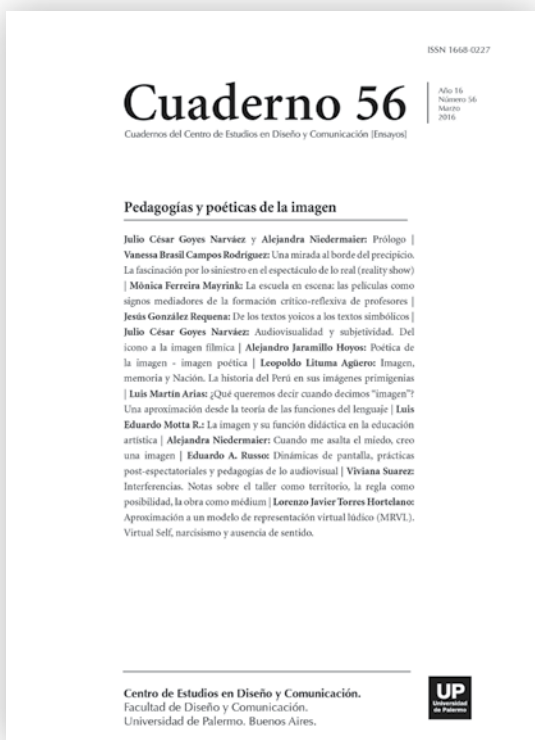 ISSN 1668-0227
Cuaderno 56
Año 16
Número 56
Marzo
2016
Cuadernos del Centro de Estudios en Diseño y Comunicación [Ensayos]
Pedagogías y poéticas de la imagen
Julio César Goyes Narváez y Alejandra Niedermaier: Prólogo |
Vanessa Brasil Campos Rodríguez: Una mirada al borde del precipicio.
La fascinación por lo siniestro en el espectáculo de lo real (reality show)
| Mônica Ferreira Mayrink: La escuela en escena: las películas como
signos mediadores de la formación crítico-reflexiva de profesores |
Jesús González Requena: De los textos yoicos a los textos simbólicos |
Julio César Goyes Narváez: Audiovisualidad y subjetividad. Del
icono a la imagen fílmica | Alejandro Jaramillo Hoyos: Poética de
la imagen - imagen poética | Leopoldo Lituma Agüero: Imagen,
memoria y Nación. La historia del Perú en sus imágenes primigenias
| Luis Martín Arias: ¿Qué queremos decir cuando decimos “imagen”?
Una aproximación desde la teoría de las funciones del lenguaje | Luis
Eduardo Motta R.: La imagen y su función didáctica en la educación
artística | Alejandra Niedermaier: Cuando me asalta el miedo, creo
una imagen | Eduardo A. Russo: Dinámicas de pantalla, prácticas
post-espectatoriales y pedagogías de lo audiovisual | Viviana Suarez:
Interferencias. Notas sobre el taller como territorio, la regla como
posibilidad, la obra como médium | Lorenzo Javier Torres Hortelano:
Aproximación a un modelo de representación virtual lúdico (MRVL).
Virtual Self, narcisismo y ausencia de sentido.
Centro de Estudios en Diseño y Comunicación.
Facultad de Diseño y Comunicación.
Universidad de Palermo. Buenos Aires.
UP
Universidad
de Palermo